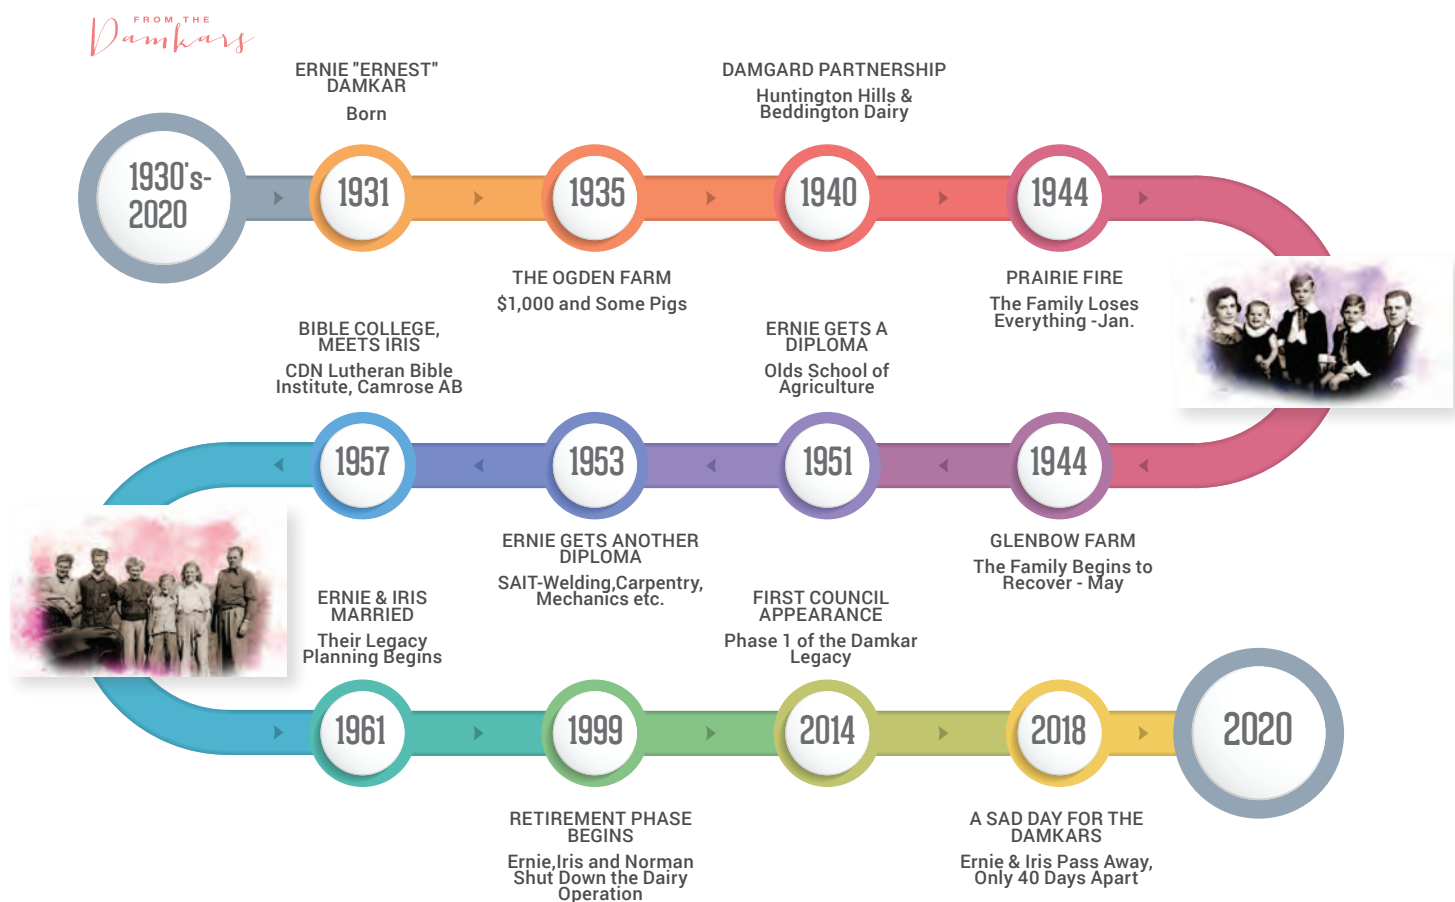 FROM THE
Damkars
1930's-
2020
ERNIE "ERNEST"
DAMKAR
Born
1931
1935
THE OGDEN FARM
$1,000 and Some Pigs
DAMGARD PARTNERSHIP
Huntington Hills &
Beddington Dairy
1940
1944
PRAIRIE FIRE
The Family Loses
Everything -Jan.
1944
GLENBOW FARM
The Family Begins to
Recover - May
ERNIE GETS A
DIPLOMA
Olds School of
Agriculture
1951
1953
ERNIE GETS ANOTHER
DIPLOMA
SAIT-Welding,Carpentry,
Mechanics etc.
BIBLE COLLEGE,
MEETS IRIS
CDN Lutheran Bible
Institute, Camrose AB
1957
ERNIE & IRIS
MARRIED
Their Legacy
Planning Begins
1961
1999
RETIREMENT PHASE
BEGINS
Ernie,Iris and Norman
Shut Down the Dairy
Operation
FIRST COUNCIL
APPEARANCE
Phase 1 of the Damkar
Legacy
2014
2018
A SAD DAY FOR THE
DAMKARS
Ernie & Iris Pass Away,
Only 40 Days Apart
2020